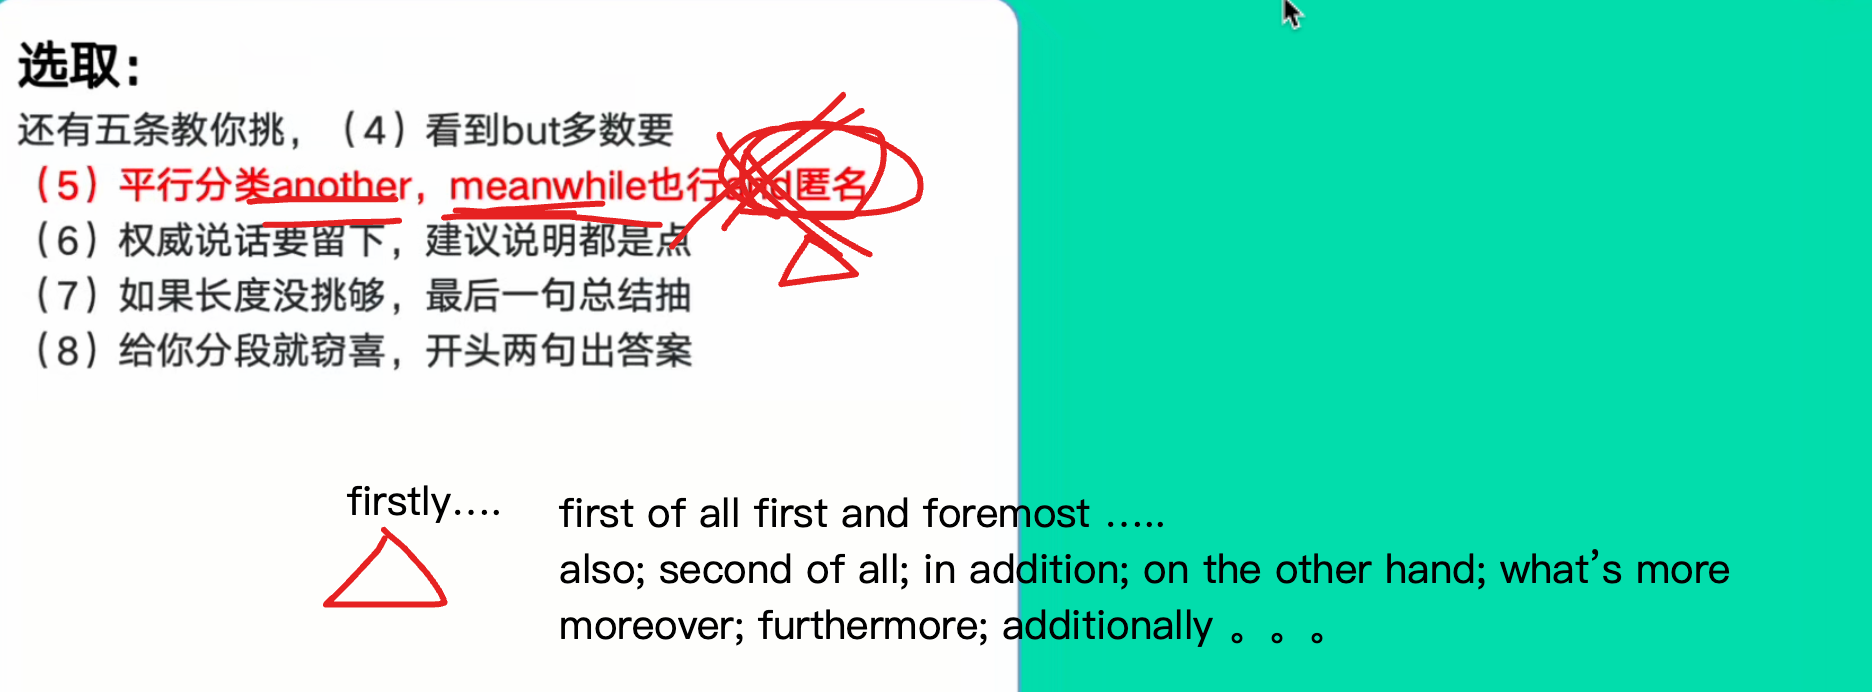 选取：
还有五条教你挑，（4）看到but多数要
（5）平行分类another，meanwhile也行and匿名
（6）权威说话要留下，建议说明都是点
（7）如果长度没挑够，最后一句总结抽
（8）给你分段就窃喜，开头两句出答案
firstly....
first of all first and foremost .....
also; second of all; in addition; on the other hand; what's more
moreover; furthermore; additionally 。。。